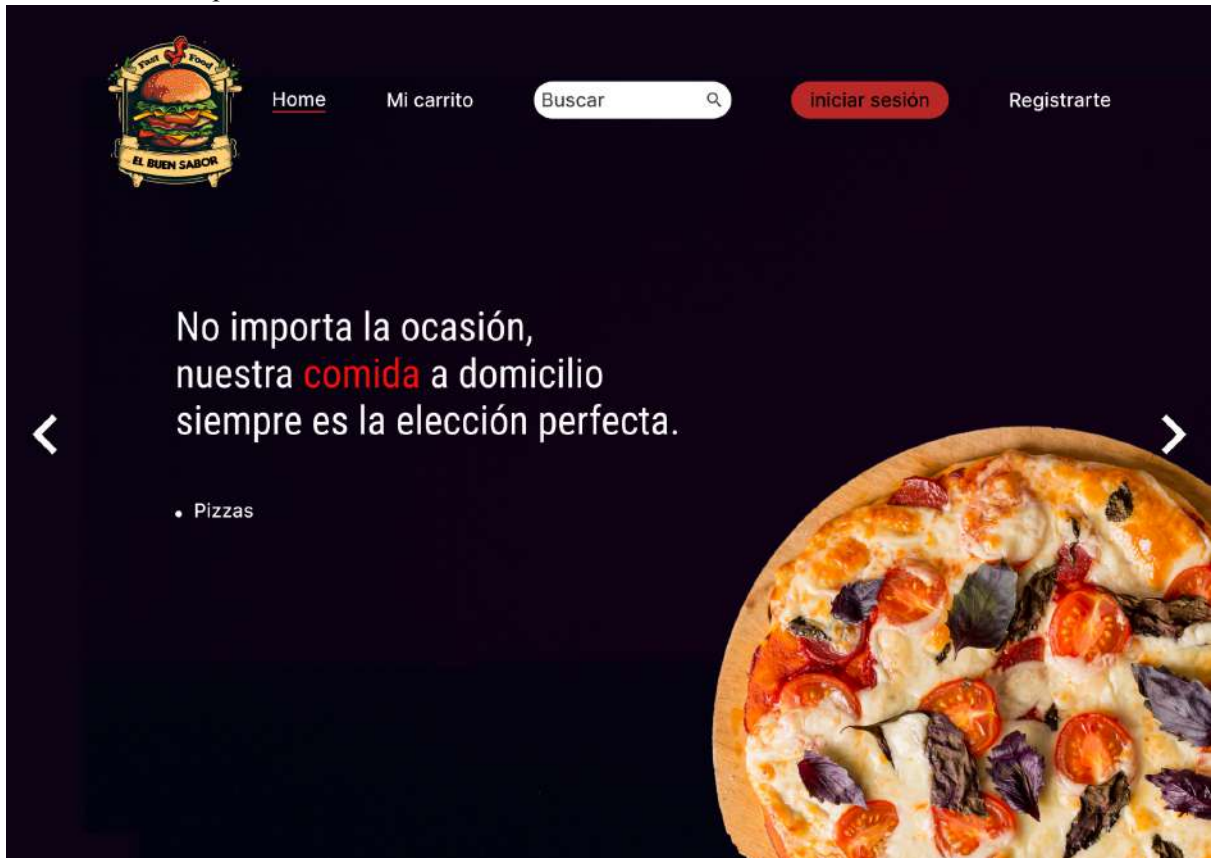 Fast Food
EL BUEN SABOR
Home
Mi carrito
Buscar
iniciar sesión
Registrarte
No importa la ocasión,
nuestra comida a domicilio
siempre es la elección perfecta.
• Pizzas